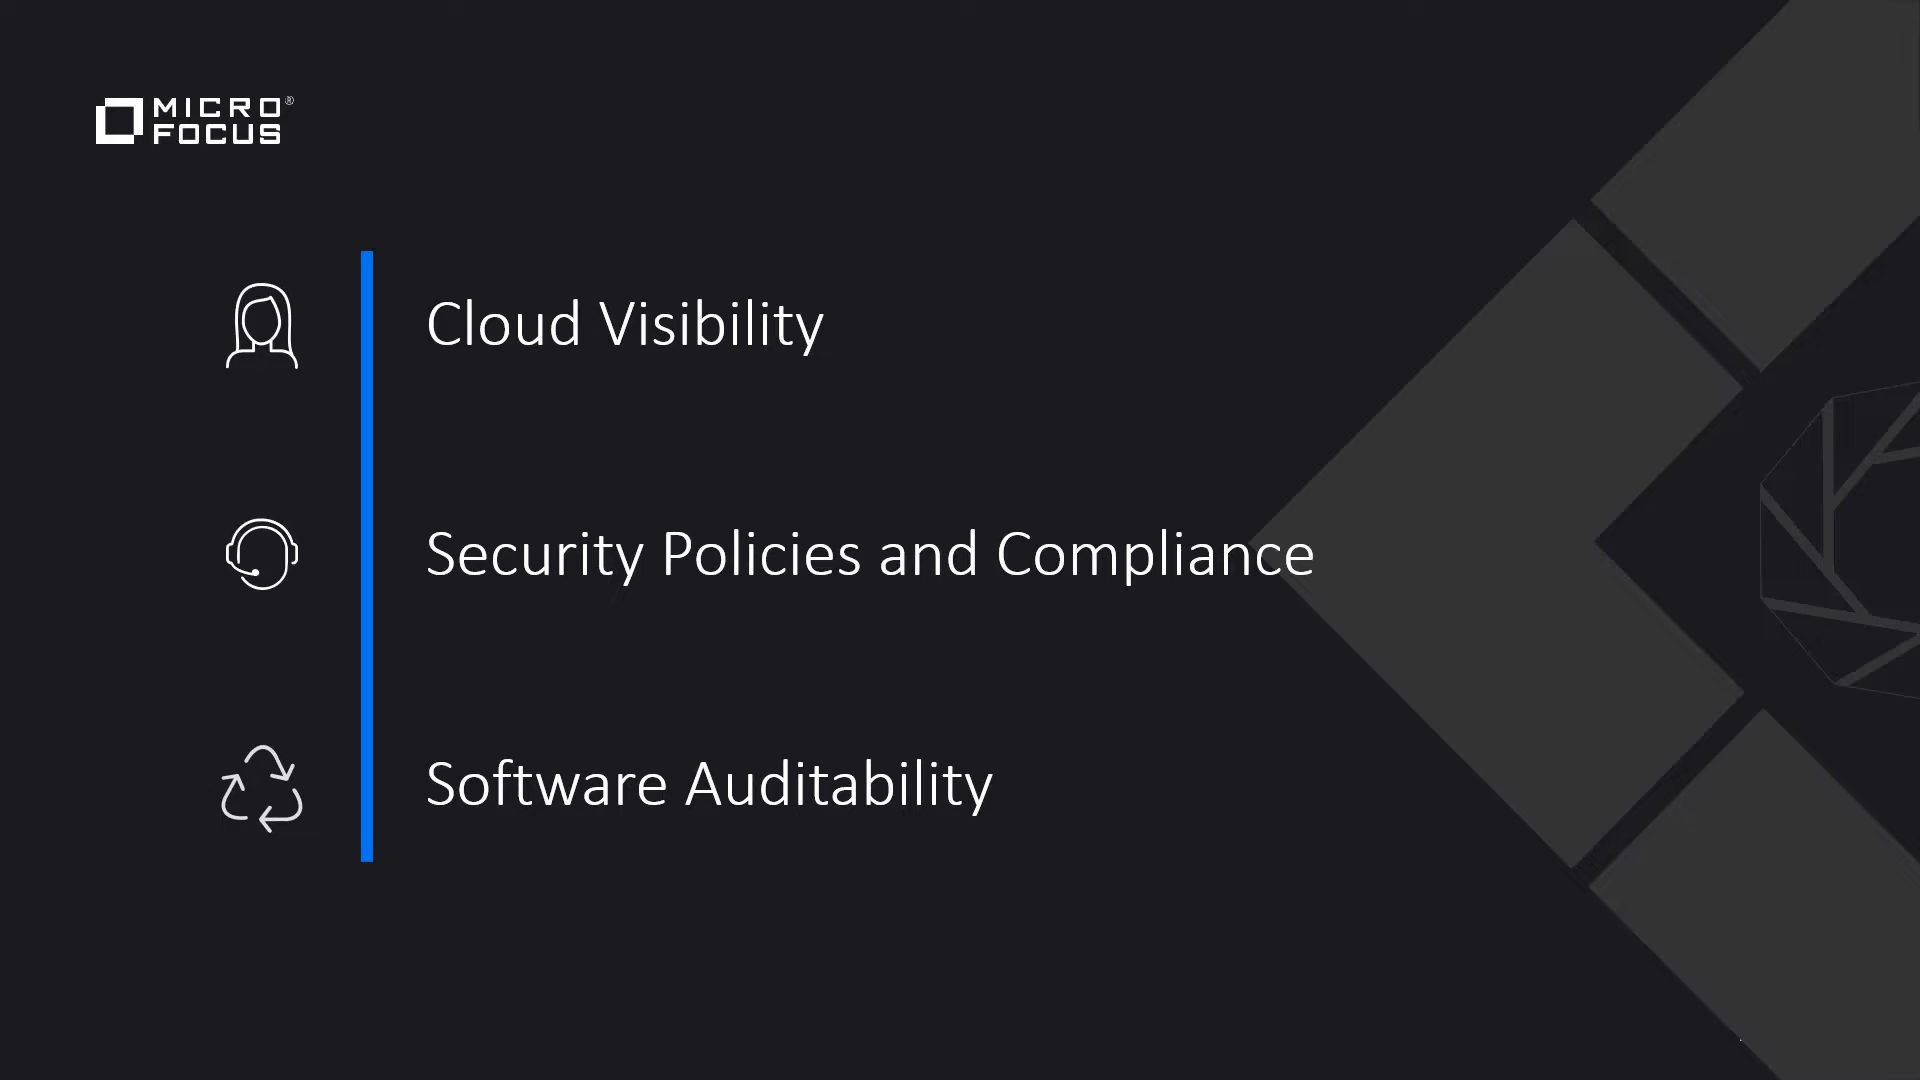 MICRO®
FOCUS
Cloud Visibility
Security Policies and Compliance
Software Auditability